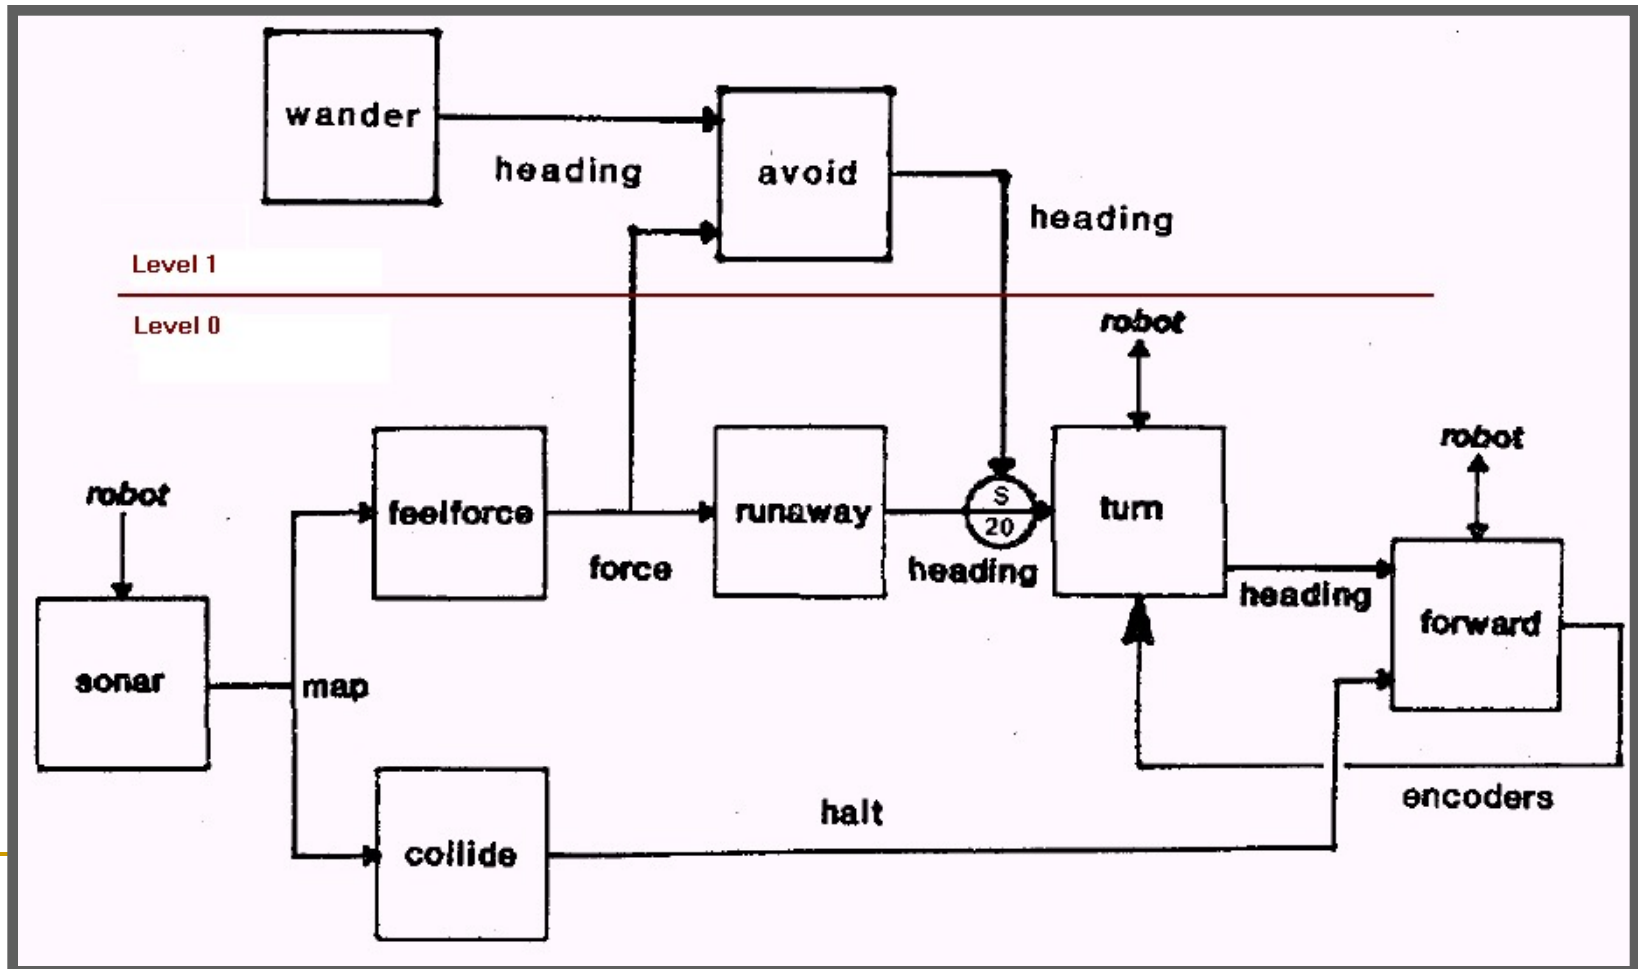 wander
heading
avoid
heading
Level 1
Level 0
robot
robot
robot
feelforce
force
runaway
S
20
heading
turn
heading
forward
sonar
map
collide
halt
encoders